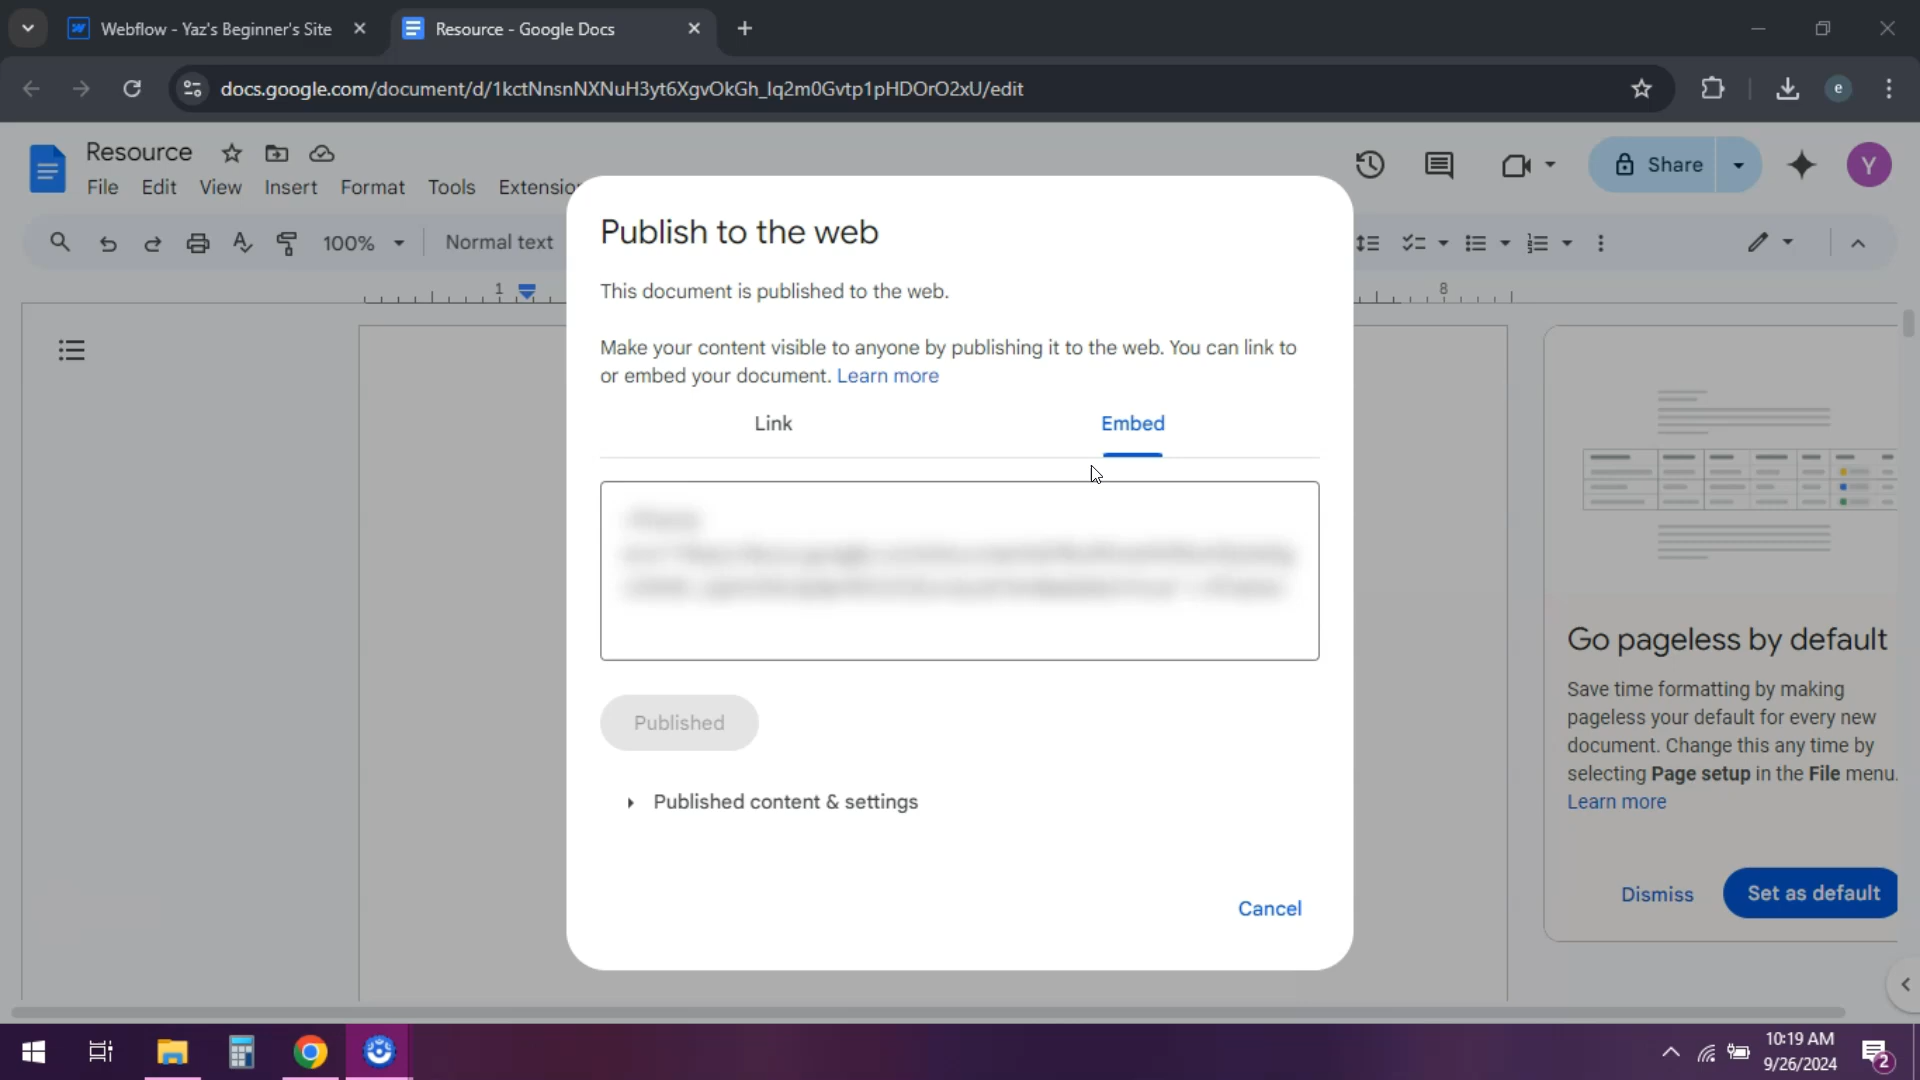 Webflow - Yaz's Beginner's Site
Resource - Google Docs
docs.google.com/document/d/1kctNnsnNXNuH3yt6XgvOkGh_Iq2m0Gvtp1pHDOrO2xU/edit
e
Resource
File Edit View Insert Format Tools
Share
Y
100%
Normal text
1
8
Publish to the web
This document is published to the web.
Make your content visible to anyone by publishing it to the web. You can link to
or embed your document. Learn more
Link
Embed
Published
Published content & settings
Cancel
Go pageless by default
Save time formatting by making
pageless your default for every new
document. Change this any time by
selecting Page setup in the File menu.
Learn more
Dismiss
Set as default
10:19 AM
9/26/2024
2